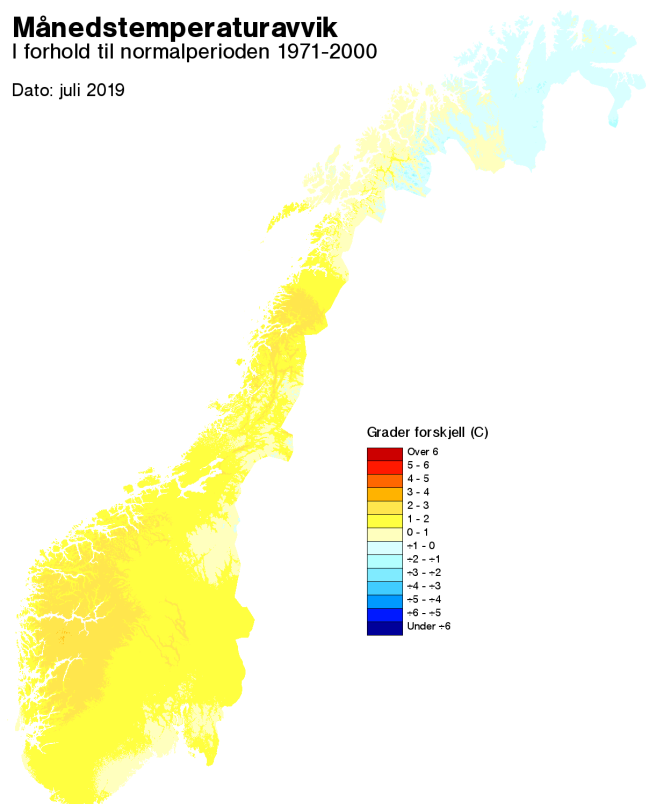 Månedstemperaturavvik
I forhold til normalperioden 1971-2000
Dato: juli 2019
Grader forskjell (C)
Over 6
5 - 6
4 - 5
3 - 4
2 - 3
1 - 2
0 - 1
÷1 - 0
÷2 - ÷1
÷3 - ÷2
÷4 - ÷3
÷5 - ÷4
÷6 - ÷5
Under ÷6